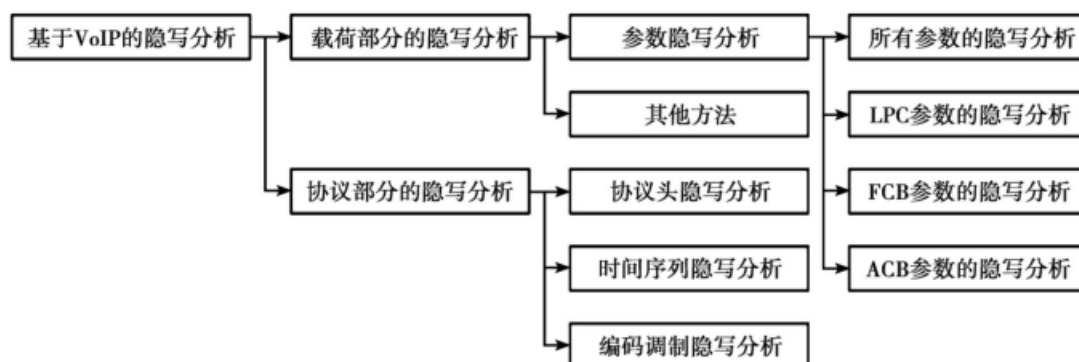 基于VoIP的隐写分析
载荷部分的隐写分析
参数隐写分析
所有参数的隐写分析
其他方法
LPC参数的隐写分析
协议部分的隐写分析
协议头隐写分析
FCB参数的隐写分析
时间序列隐写分析
ACB参数的隐写分析
编码调制隐写分析